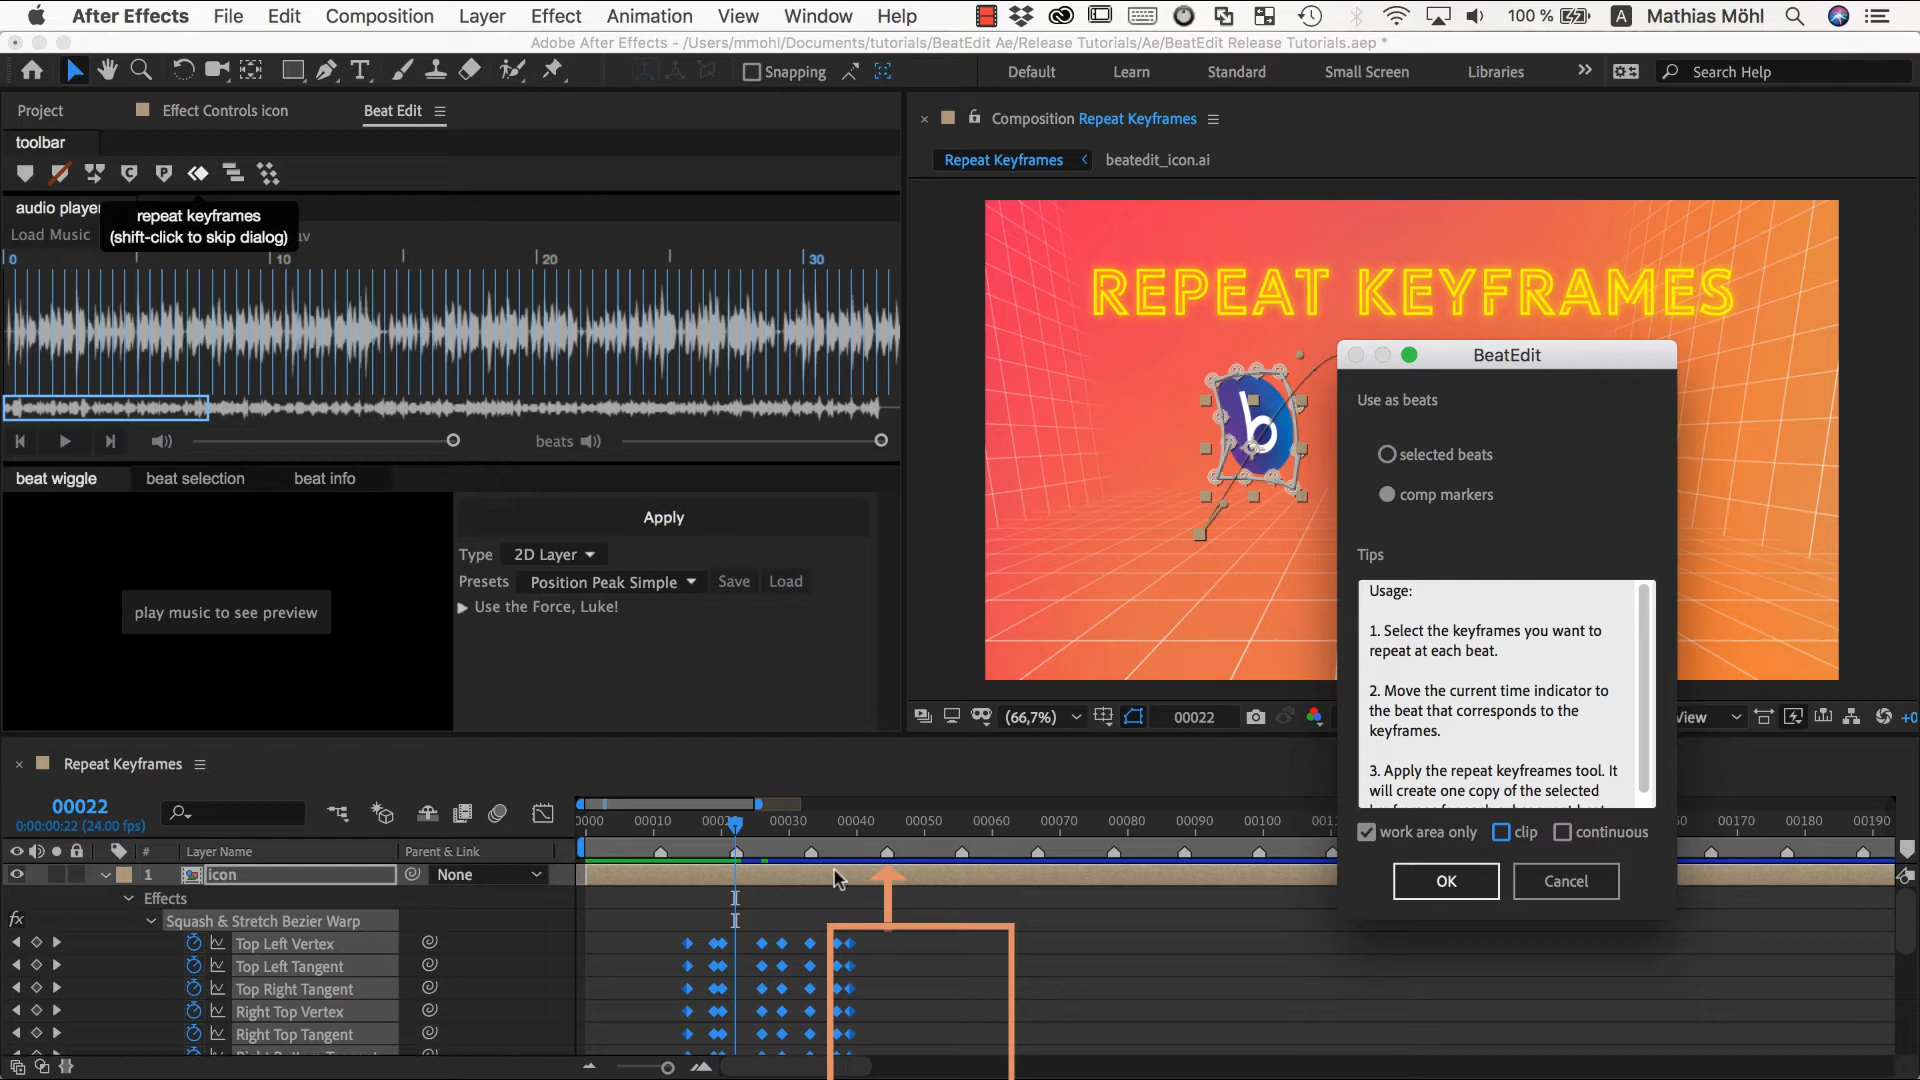 After Effects File Edit Composition Layer Effect Animation View Window Help 100 % A Mathias Möhl
Adobe After Effects - /Users/mmohl/Documents/tutorials/BeatEdit Ae/Release Tutorials/Ae/BeatEdit Release Tutorials.aep *
Snapping Default Learn Standard Small Screen Libraries Search Help
Project Effect Controls icon Beat Edit
Composition Repeat Keyframes
toolbar
Repeat Keyframes beatedit_icon.ai
C P
audio player
repeat keyframes
(shift-click to skip dialog)
Load Music
0 10 20 30
REPEAT KEYFRAMES
b
beats
beat wiggle beat selection beat info
Apply
Type 2D Layer
Presets Position Peak Simple Save Load
Use the Force, Luke!
play music to see preview
BeatEdit
Use as beats
selected beats
comp markers
Tips
Usage:
1. Select the keyframes you want to
repeat at each beat.
2. Move the current time indicator to
the beat that corresponds to the
keyframes.
3. Apply the repeat keyfreames tool. It
will create one copy of the selected
work area only clip continuous
OK Cancel
(66,7%) 00022 View +0
Repeat Keyframes
00022
0:00:00:22 (24.00 fps)
0000 00010 00030 00040 00050 00060 00070 00080 00090 00100 00170 00180 00190
# Layer Name Parent & Link
1 icon None
Effects
fx Squash & Stretch Bezier Warp
Top Left Vertex
Top Left Tangent
Top Right Tangent
Right Top Vertex
Right Top Tangent